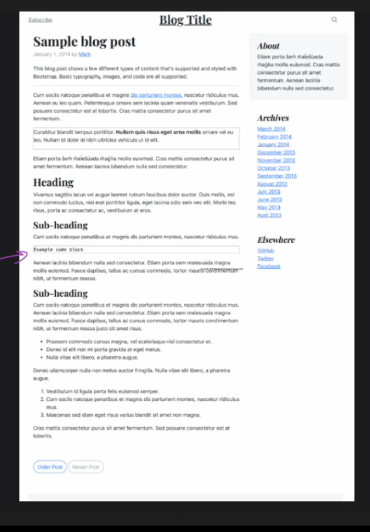 Subscribe
Blog Title
Sample blog post
January 1, 2014 by Mark
This blog post shows a few different types of content that's supported and styled with
Bootstrap. Basic typography, images, and code are all supported.
Cum sociis natoque penatibus et magnis dis parturient montes, nascetur ridiculus mus.
Aenean eu leo quam. Pellentesque ornare sem lacinia quam venenatis vestibulum. Sed
posuere consectetur est at lobortis. Cras mattis consectetur purus sit amet
fermentum.
Curabitur blandit tempus porttitor. Nullam quis risus eget urna mollis ornare vel eu
leo. Nullam id dolor id nibh ultricies vehicula ut id elit.
Etiam porta sem malesuada magna mollis euismod. Cras mattis consectetur purus sit
amet fermentum. Aenean lacinia bibendum nulla sed consectetur.
Heading
Vivamus sagittis lacus vel augue laoreet rutrum faucibus dolor auctor. Duis mollis, est
non commodo luctus, nisi erat porttitor ligula, eget lacinia odio sem nec elit. Morbi leo
risus, porta ac consectetur ac, vestibulum at eros.
Sub-heading
Cum sociis natoque penatibus et magnis dis parturient montes, nascetur ridiculus mus.
Example code block
Aenean lacinia bibendum nulla sed consectetur. Etiam porta sem malesuada magna
mollis euismod. Fusce dapibus, tellus ac cursus commodo, tortor mauris condimentum
nibh, ut fermentum massa.
Sub-heading
Cum sociis natoque penatibus et magnis dis parturient montes, nascetur ridiculus mus.
Aenean lacinia bibendum nulla sed consectetur. Etiam porta sem malesuada magna
mollis euismod. Fusce dapibus, tellus ac cursus commodo, tortor mauris condimentum
nibh, ut fermentum massa justo sit amet risus.
• Praesent commodo cursus magna, vel scelerisque nisl consectetur et.
• Donec id elit non mi porta gravida at eget metus.
• Nulla vitae elit libero, a pharetra augue.
Donec ullamcorper nulla non metus auctor fringilla. Nulla vitae elit libero, a pharetra
augue.
1. Vestibulum id ligula porta felis euismod semper.
2. Cum sociis natoque penatibus et magnis dis parturient montes, nascetur ridiculus
mus.
3. Maecenas sed diam eget risus varius blandit sit amet non magna.
Cras mattis consectetur purus sit amet fermentum. Sed posuere consectetur est at
lobortis.
Older Post
Newer Post
About
Etiam porta sem malesuada
magna mollis euismod. Cras mattis
consectetur purus sit amet
fermentum. Aenean lacinia
bibendum nulla sed consectetur.
Archives
March 2014
February 2014
January 2014
December 2013
November 2013
October 2013
September 2013
August 2013
July 2013
June 2013
May 2013
April 2013
Elsewhere
GitHub
Twitter
Facebook